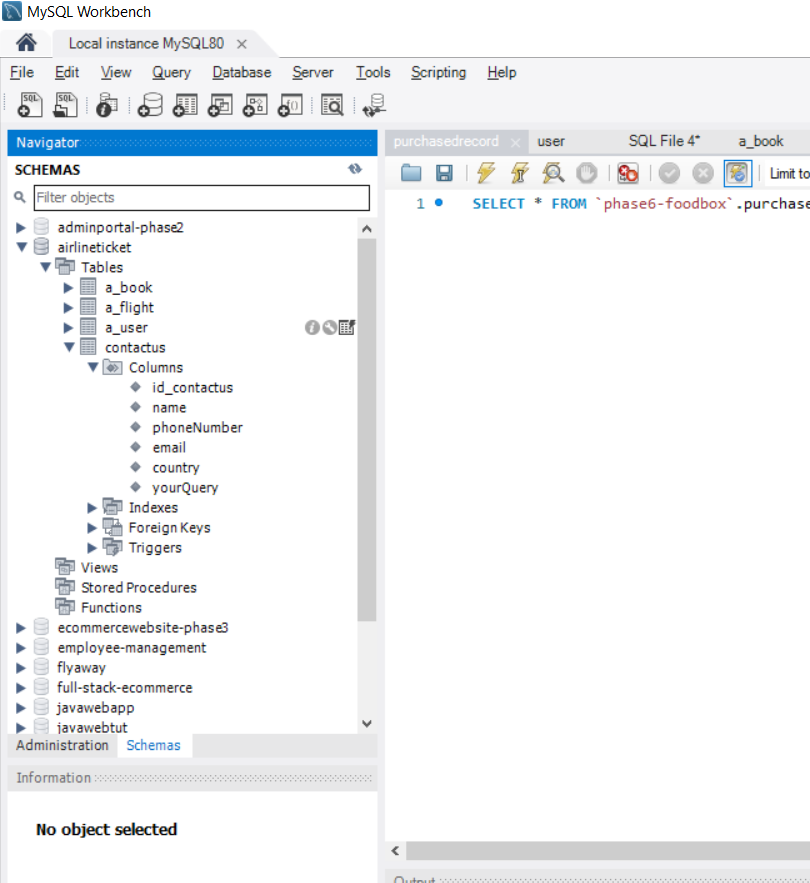 MySQL Workbench
Local instance MySQL80
File Edit View Query Database Server Tools Scripting Help
Navigator
SCHEMAS
Filter objects
adminportal-phase2
airlineticket
Tables
a_book
a_flight
a_user
contactus
Columns
id_contactus
name
phoneNumber
email
country
yourQuery
Indexes
Foreign Keys
Triggers
Views
Stored Procedures
Functions
ecommercewebsite-phase3
employee-management
flyaway
full-stack-ecommerce
javawebapp
javawebtut
Administration Schemas
Information
No object selected
purchasedrecord user SQL File 4* a_book
Limit to
1 SELECT * FROM `phase6-foodbox`.purchase
Output